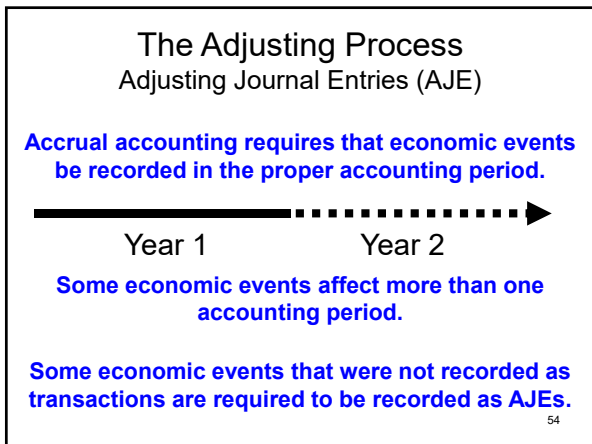 The Adjusting Process
Adjusting Journal Entries (AJE)
Accrual accounting requires that economic events
be recorded in the proper accounting period.
Year 1 Year 2
Some economic events affect more than one
accounting period.
Some economic events that were not recorded as
transactions are required to be recorded as AJEs.
54